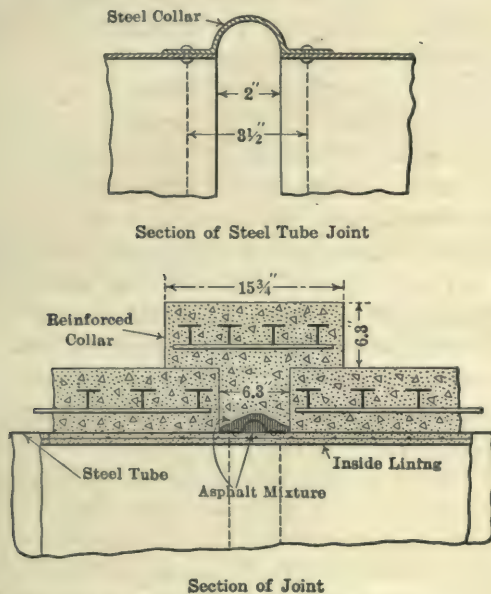 Steel Collar
2"
3½"
Section of Steel Tube Joint
15¾"
Reinforced
Collar
6.3"
6.3"
Steel Tube
Inside Lining
Asphalt Mixture
Section of Joint